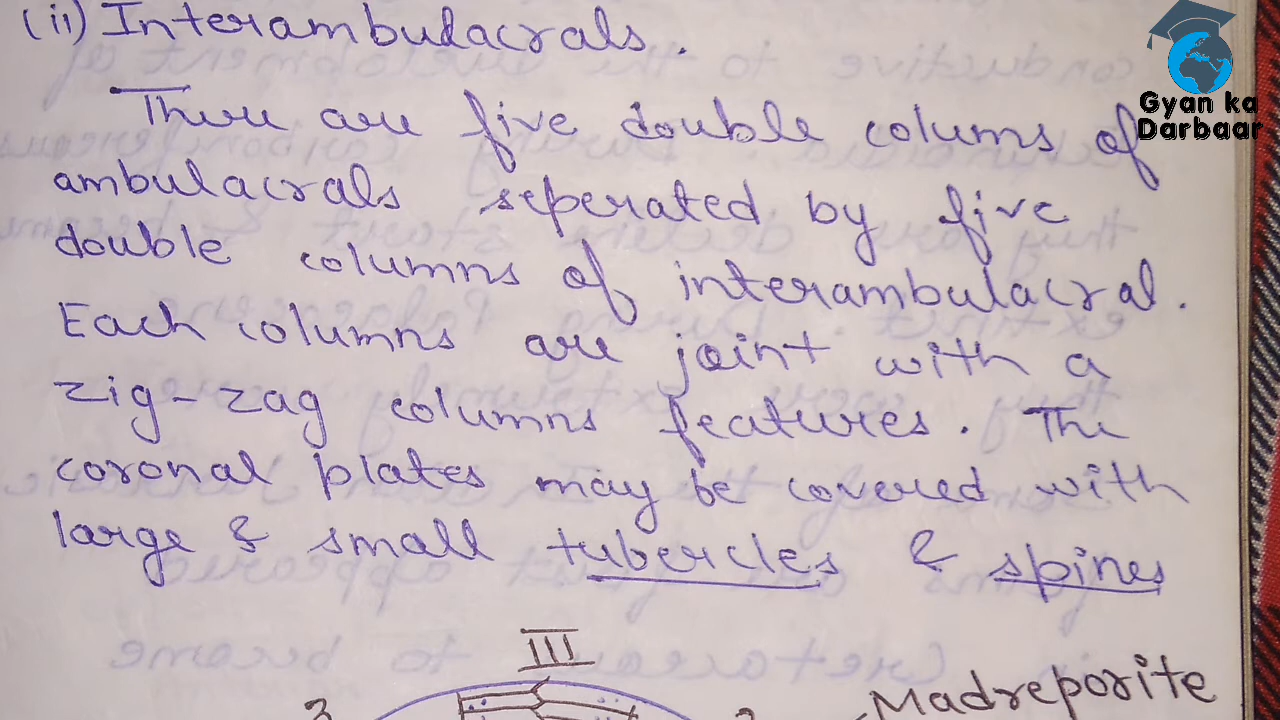 (ii) Interambulacrals.
Gyan ka
Darbaar
There are five double colums of
ambulacrals seperated by five
double columns of interambulacral.
Each columns are joint with a
zig-zag columns features. The
coronal plates may be covered with
large & small tubercles & spines
III
Madreporite